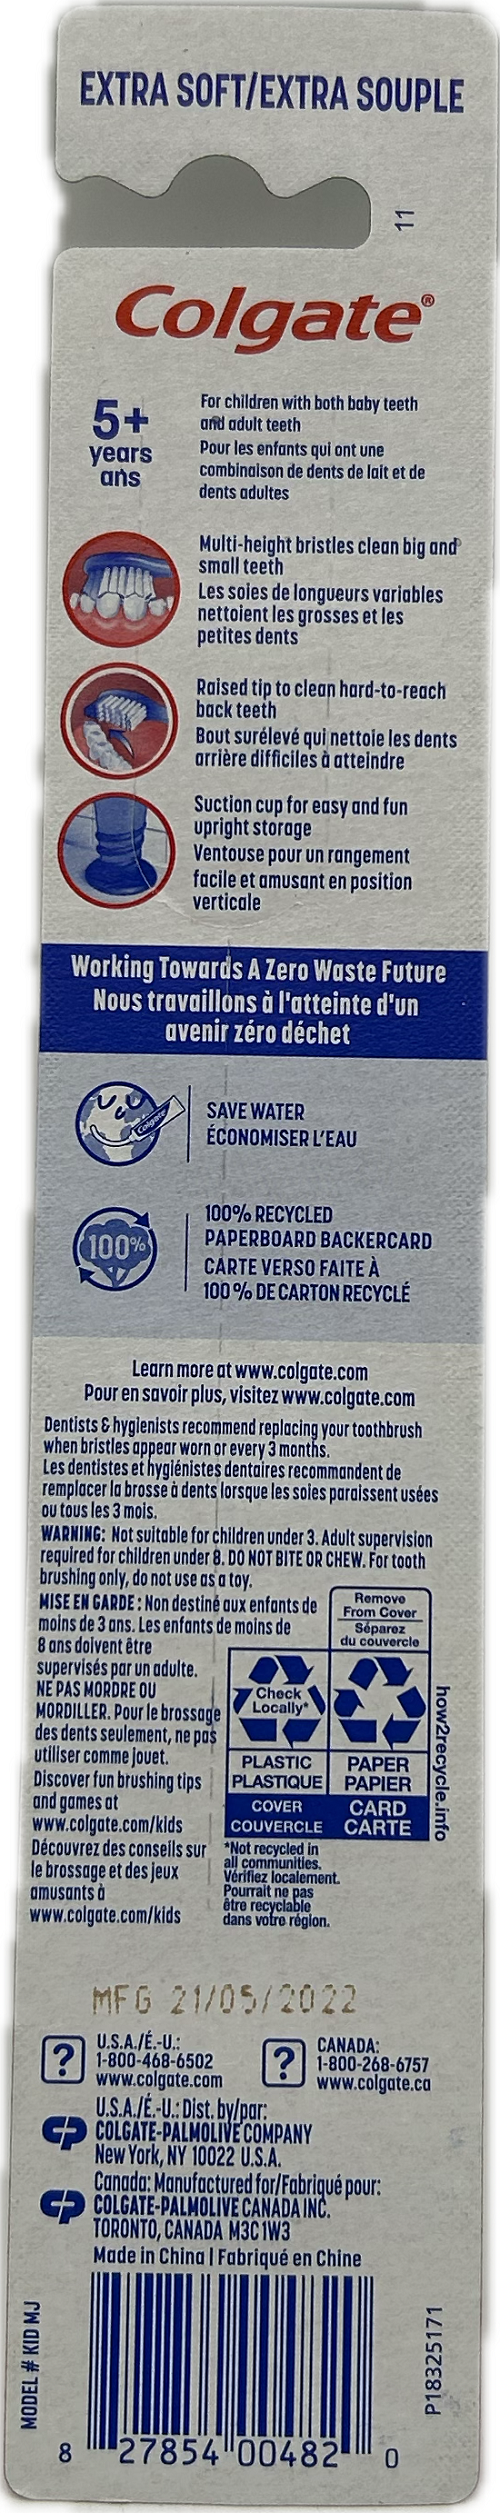 EXTRA SOFT/EXTRA SOUPLE
11
Colgate®
5+
years
ans
For children with both baby teeth
and adult teeth
Pour les enfants qui ont une
combinaison de dents de lait et de
dents adultes
Multi-height bristles clean big and
small teeth
Les soies de longueurs variables
nettoient les grosses et les
petites dents
Raised tip to clean hard-to-reach
back teeth
Bout surélevé qui nettoie les dents
arrière difficiles à atteindre
Suction cup for easy and fun
upright storage
Ventouse pour un rangement
facile et amusant en position
verticale
Working Towards A Zero Waste Future
Nous travaillons à l'atteinte d'un
avenir zéro déchet
Colgate
SAVE WATER
ÉCONOMISER L'EAU
100%
100% RECYCLED
PAPERBOARD BACKERCARD
CARTE VERSO FAITE À
100 % DE CARTON RECYCLÉ
Learn more at www.colgate.com
Pour en savoir plus, visitez www.colgate.com
Dentists & hygienists recommend replacing your toothbrush
when bristles appear worn or every 3 months.
Les dentistes et hygiénistes dentaires recommandent de
remplacer la brosse à dents lorsque les soies paraissent usées
ou tous les 3 mois.
WARNING: Not suitable for children under 3. Adult supervision
required for children under 8. DO NOT BITE OR CHEW. For tooth
brushing only, do not use as a toy.
MISE EN GARDE : Non destiné aux enfants de
moins de 3 ans. Les enfants de moins de
8 ans doivent être
supervisés par un adulte.
NE PAS MORDRE OU
MORDILLER. Pour le brossage
des dents seulement, ne pas
utiliser comme jouet.
Discover fun brushing tips
and games at
www.colgate.com/kids
Découvrez des conseils sur
le brossage et des jeux
amusants à
www.colgate.com/kids
Remove
From Cover
Séparez
du couvercle
Check
Locally*
PLASTIC
PLASTIQUE
PAPER
PAPIER
COVER
COUVERCLE
CARD
CARTE
how2recycle.info
*Not recycled in
all communities.
Vérifiez localement.
Pourrait ne pas
être recyclable
dans votre région.
MFG 21/05/2022
?
U.S.A./É.-U.:
1-800-468-6502
www.colgate.com
?
CANADA:
1-800-268-6757
www.colgate.ca
CP
U.S.A./É.-U.: Dist. by/par:
COLGATE-PALMOLIVE COMPANY
New York, NY 10022 U.S.A.
CP
Canada: Manufactured for/Fabriqué pour:
COLGATE-PALMOLIVE CANADA INC.
TORONTO, CANADA M3C 1W3
Made in China | Fabriqué en Chine
MODEL # KID MJ
P18325171
8 27854 00482 0